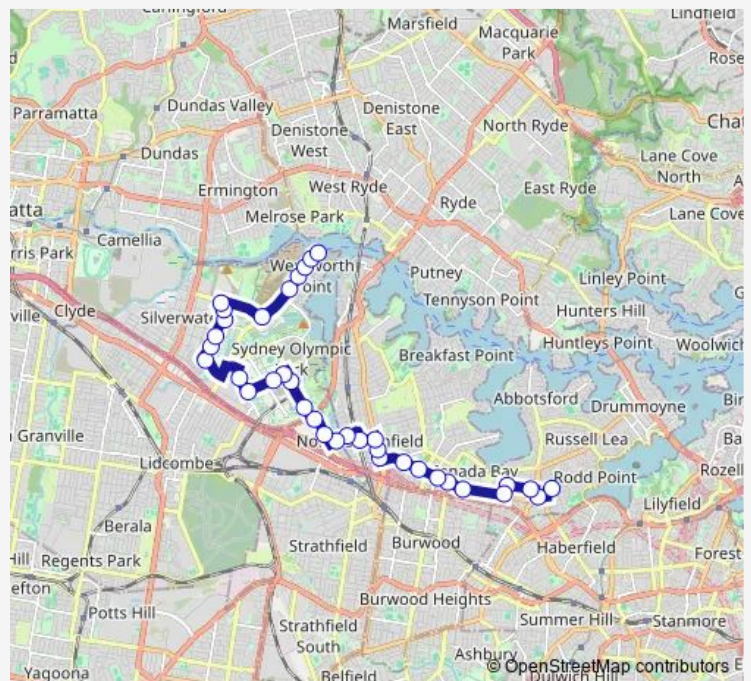 Carlingford
Marsfield
Lindfield
Macquarie
Park
Rose
Parramatta
Dundas Valley
Denistone
East
North Ryde
Chat
Denistone
West
Dundas
Lane Cove
North
Ermington
West Ryde
East Ryde
Ryde
atta
Melrose Park
Lane Cove
Camellia
rris Park
Putney
Linley Point
Tennyson Point
Clyde
ville
Silverwat
Hunters Hill
Sydney Olympic
Breakfast Point
Huntleys Point
Woolwich
Abbotsford
Drummoyne
Granville
Russell Lea
Lidcombe
Rodd Point
Rozell
Lilyfield
Berala
Strathfield
Burwood
Haberfield
Forest
Regents Park
efton
Burwood Heights
Potts Hill
Summer Hill
Stanmore
Strathfield
South
Ashbury
Yagoona
Belfield
Dulwich Hill
© OpenStreetMap contributors